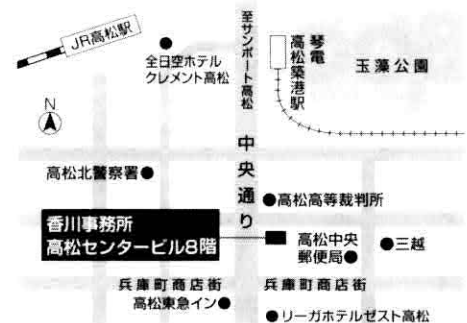 JR高松駅
全日空ホテル
クレメント高松
至サンポート高松
琴電
高松築港駅
玉藻公園
N
中央通り
高松北警察署
高松高等裁判所
香川事務所
高松センタービル8階
高松中央
郵便局
三越
兵庫町商店街
兵庫町商店街
高松東急イン
リーガホテルゼスト高松